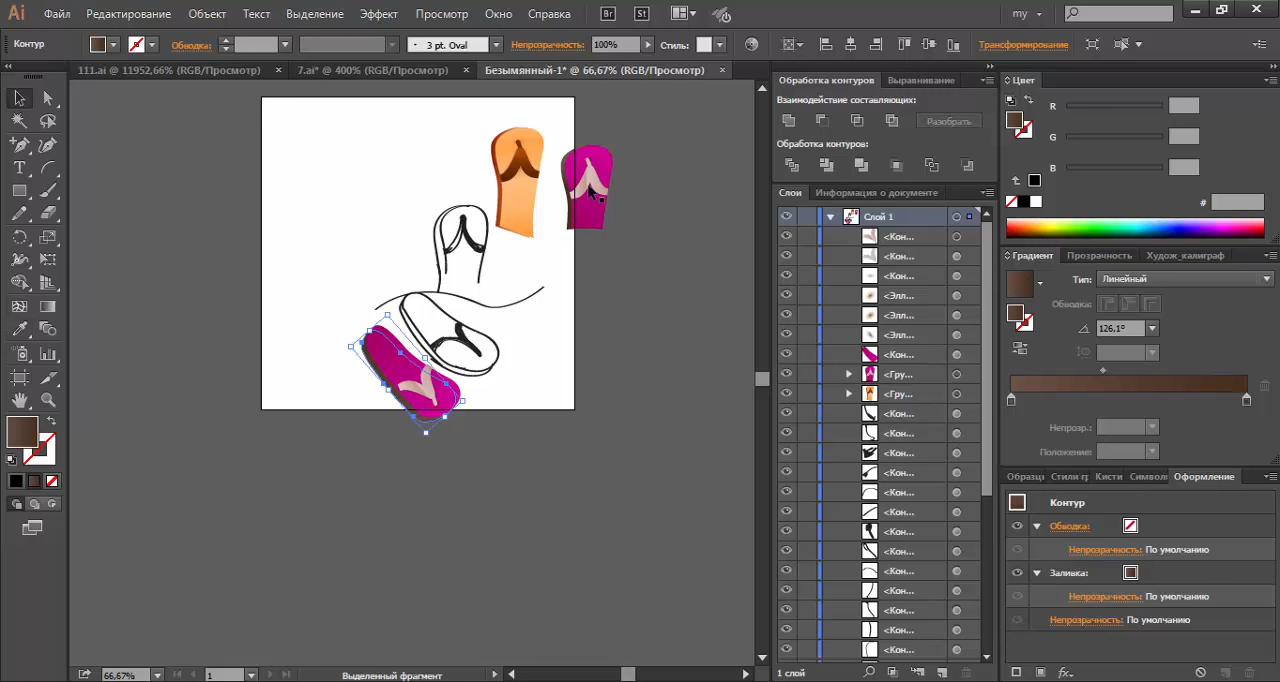 Ai Файл Редактирование Объект Текст Выделение Эффект Просмотр Окно Справка Br St my
Контур Обводка: 3 pt. Oval Непрозрачность: 100% Стиль: Трансформирование
111.ai @ 11952,66% (RGB/Просмотр) × 7.ai* @ 400% (RGB/Просмотр) × Безымянный-1* @ 66,67% (RGB/Просмотр) ×
Обработка контуров Выравнивание
Взаимодействие составляющих:
Разобрать
Обработка контуров:
Слои Информация о документе
Слой 1
<Кон...
<Кон...
<Кон...
<Элл...
<Элл...
<Элл...
<Кон...
<Гру...
<Гру...
<Кон...
<Кон...
<Кон...
<Кон...
<Кон...
<Кон...
<Кон...
<Кон...
<Кон...
<Кон...
<Кон...
<Кон...
<Кон...
1 слой
Цвет
R
G
B
#
Градиент Прозрачность Худож_калиграф
Тип: Линейный
Обводка:
126,1°
Непрозр.:
Положение:
Образцы Стили гр Кисти Символы Оформление
Контур
Обводка:
Непрозрачность: По умолчанию
Заливка:
Непрозрачность: По умолчанию
Непрозрачность: По умолчанию
fx
66,67% 1 Выделенный фрагмент